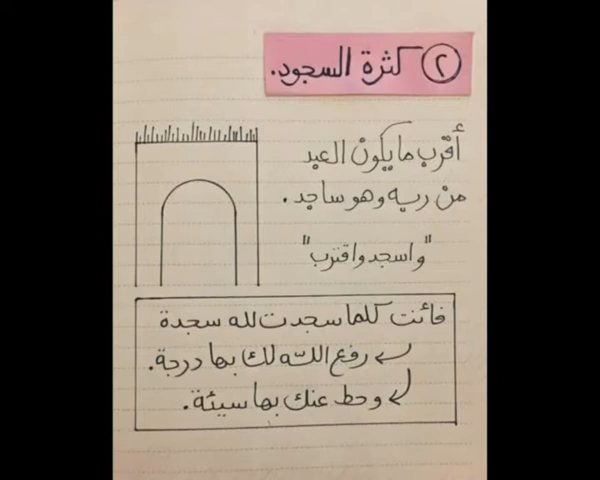 ٢ كثرة السجود.
أقرب ما يكون العبد
من ربه وهو ساجد.
"واسجد واقترب"
فأنت كلما سجدت لله سجدة
رفع الله لك بها درجة.
وحط عنك بها سيئة.